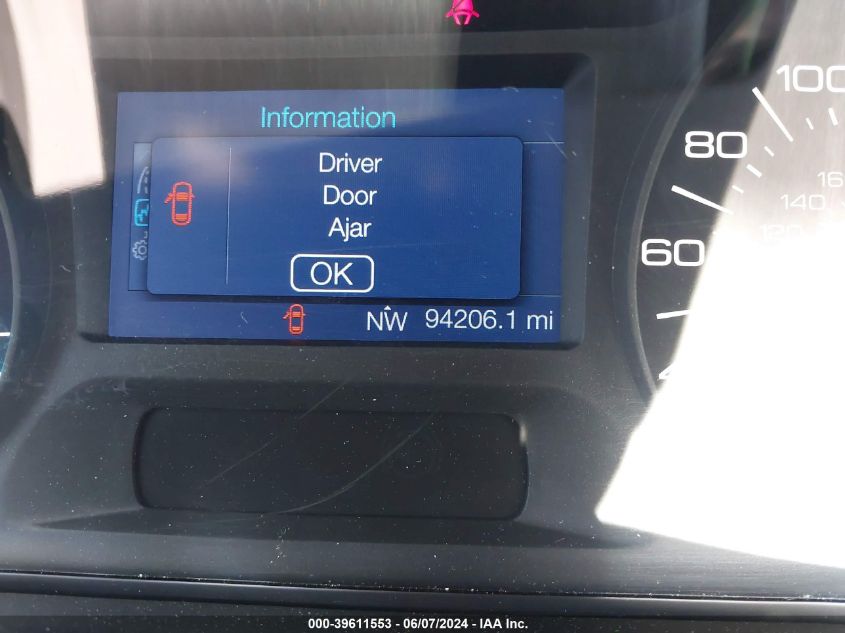 Information
Driver
Door
Ajar
OK
NW 94206.1 mi
100
80
60
140
120
000-39611553 - 06/07/2024 - IAA Inc.